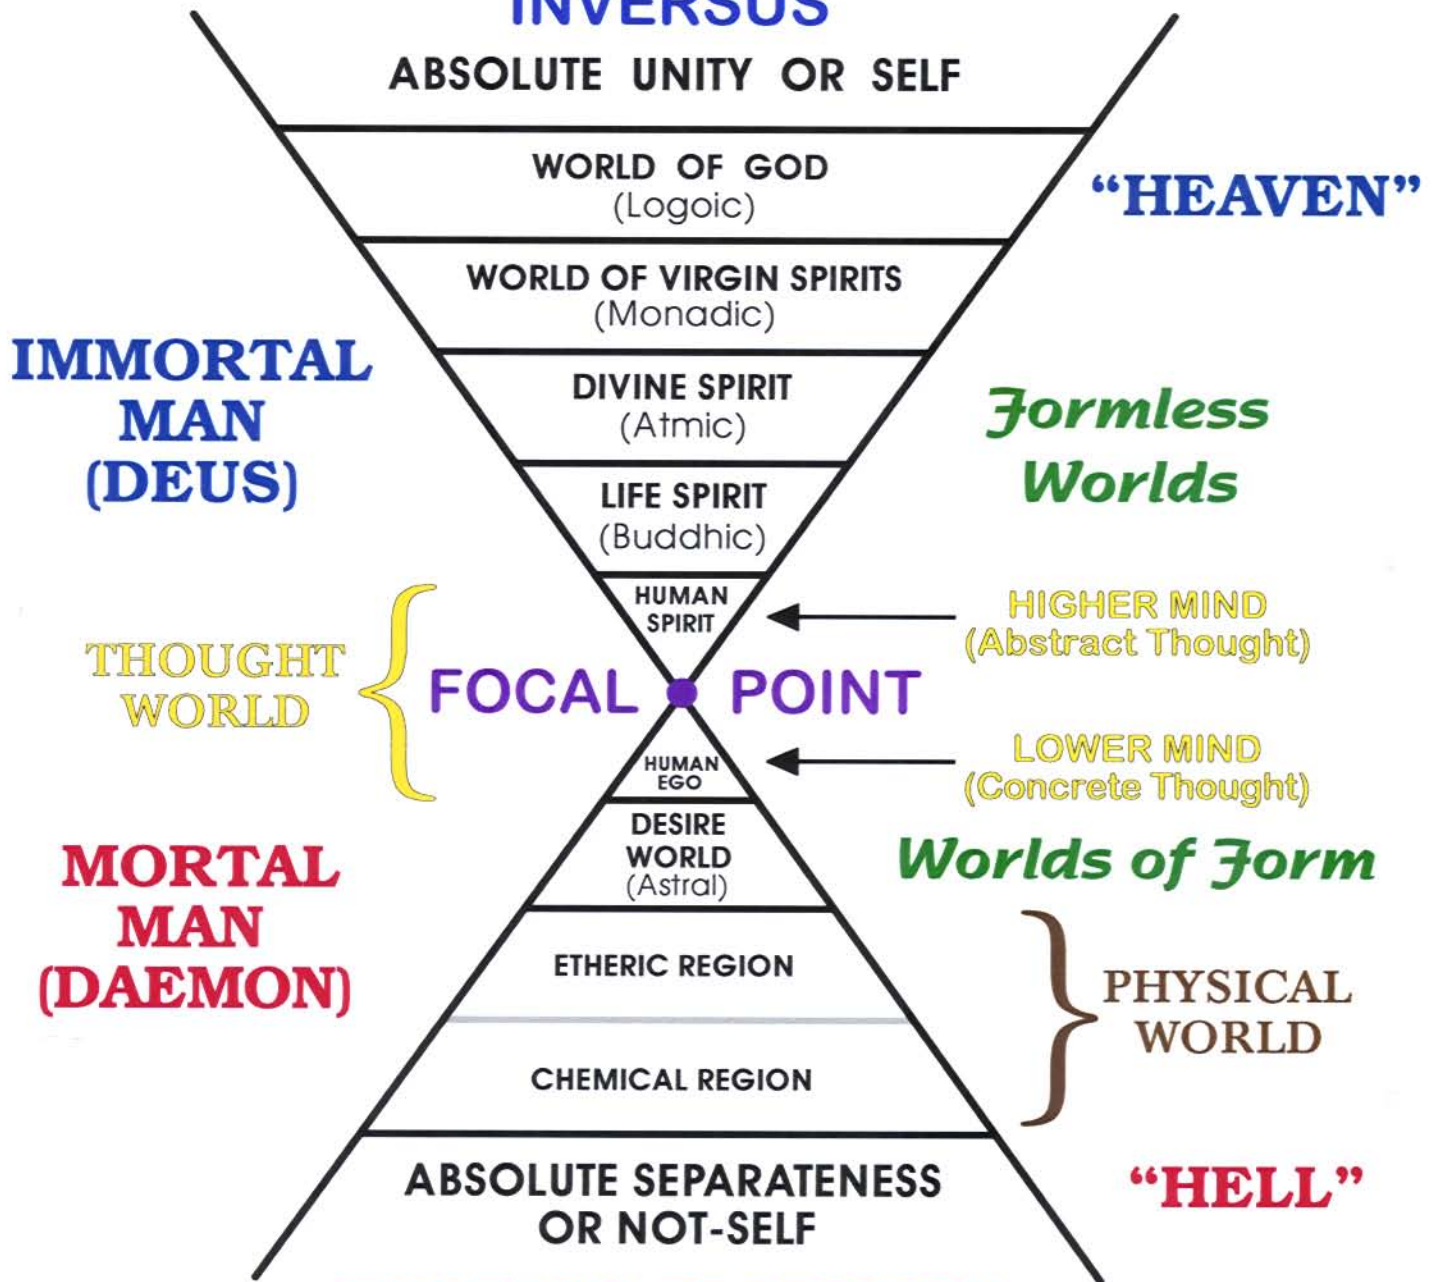 INVERSUS
ABSOLUTE UNITY OR SELF
WORLD OF GOD
(Logoic)
“HEAVEN”
WORLD OF VIRGIN SPIRITS
(Monadic)
IMMORTAL
MAN
(DEUS)
DIVINE SPIRIT
(Atmic)
Formless
Worlds
LIFE SPIRIT
(Buddhic)
HUMAN
SPIRIT
HIGHER MIND
(Abstract Thought)
THOUGHT
WORLD
FOCAL POINT
HUMAN
EGO
LOWER MIND
(Concrete Thought)
DESIRE
WORLD
(Astral)
Worlds of Form
MORTAL
MAN
(DAEMON)
ETHERIC REGION
PHYSICAL
WORLD
CHEMICAL REGION
ABSOLUTE SEPARATENESS
OR NOT-SELF
“HELL”